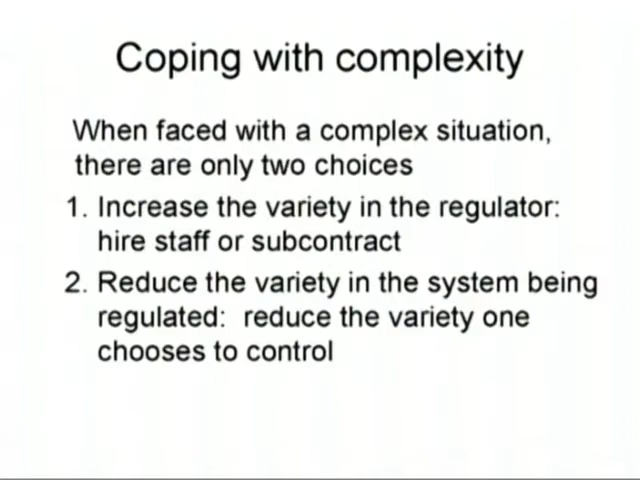 Coping with complexity
When faced with a complex situation,
there are only two choices
1. Increase the variety in the regulator:
hire staff or subcontract
2. Reduce the variety in the system being
regulated:  reduce the variety one
chooses to control